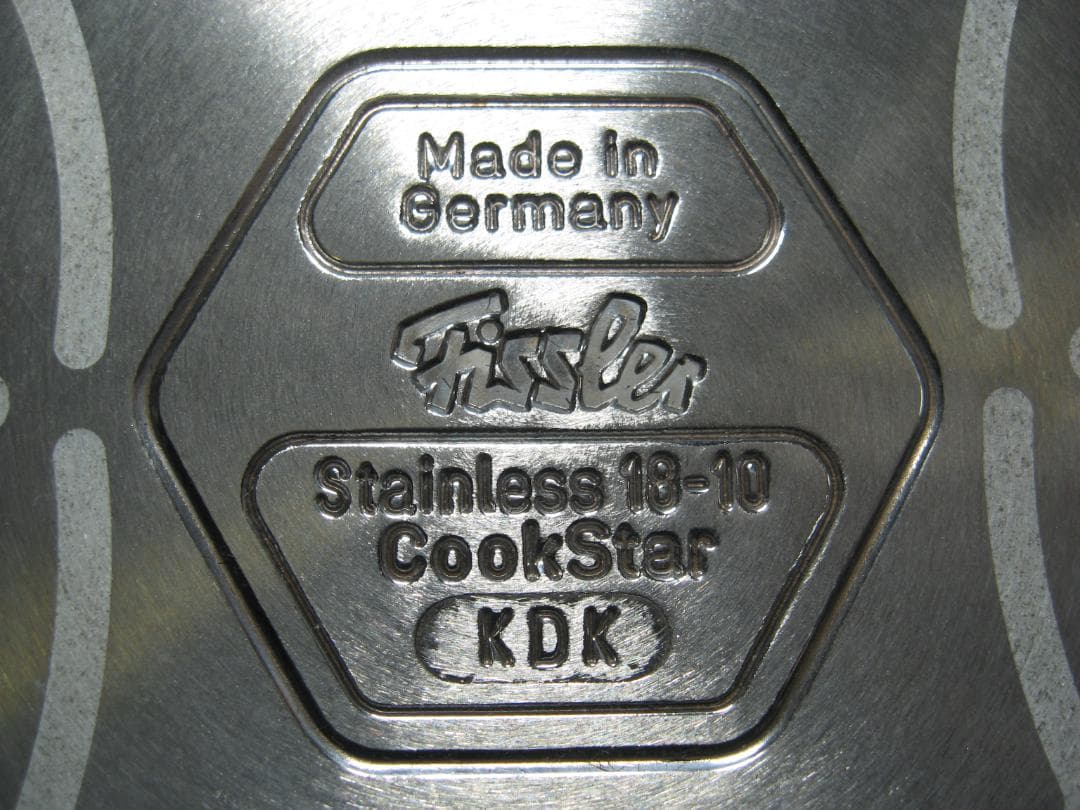 Made in
Germany
Fissler
Stainless 18-10
CookStar
KDK